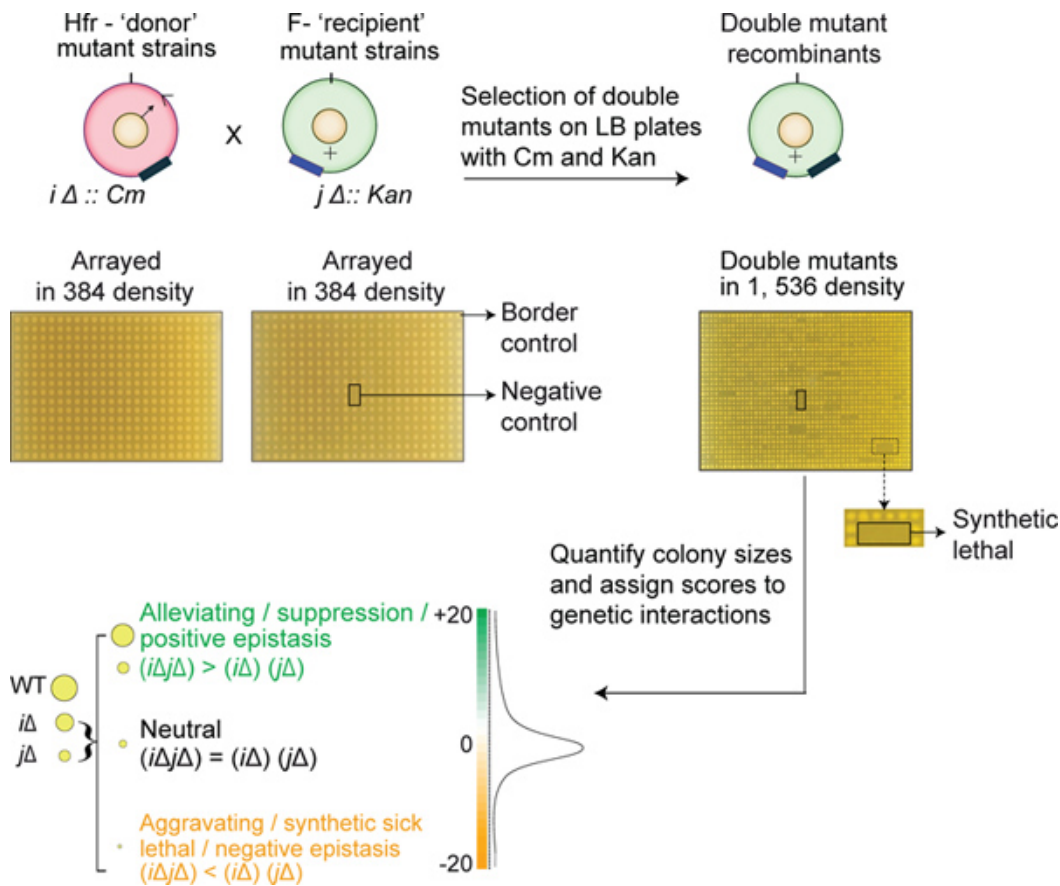 Hfr - ‘donor’
mutant strains
F- ‘recipient’
mutant strains
Double mutant
recombinants
X
Selection of double
mutants on LB plates
with Cm and Kan
+
+
i Δ :: Cm
j Δ:: Kan
Arrayed
in 384 density
Arrayed
in 384 density
Double mutants
in 1, 536 density
Border
control
Negative
control
Synthetic
lethal
Quantify colony sizes
and assign scores to
genetic interactions
Alleviating / suppression /
positive epistasis
(iΔjΔ) > (iΔ) (jΔ)
+20
WT
iΔ
jΔ
Neutral
(iΔjΔ) = (iΔ) (jΔ)
0
Aggravating / synthetic sick
lethal / negative epistasis
(iΔjΔ) < (iΔ) (jΔ)
-20